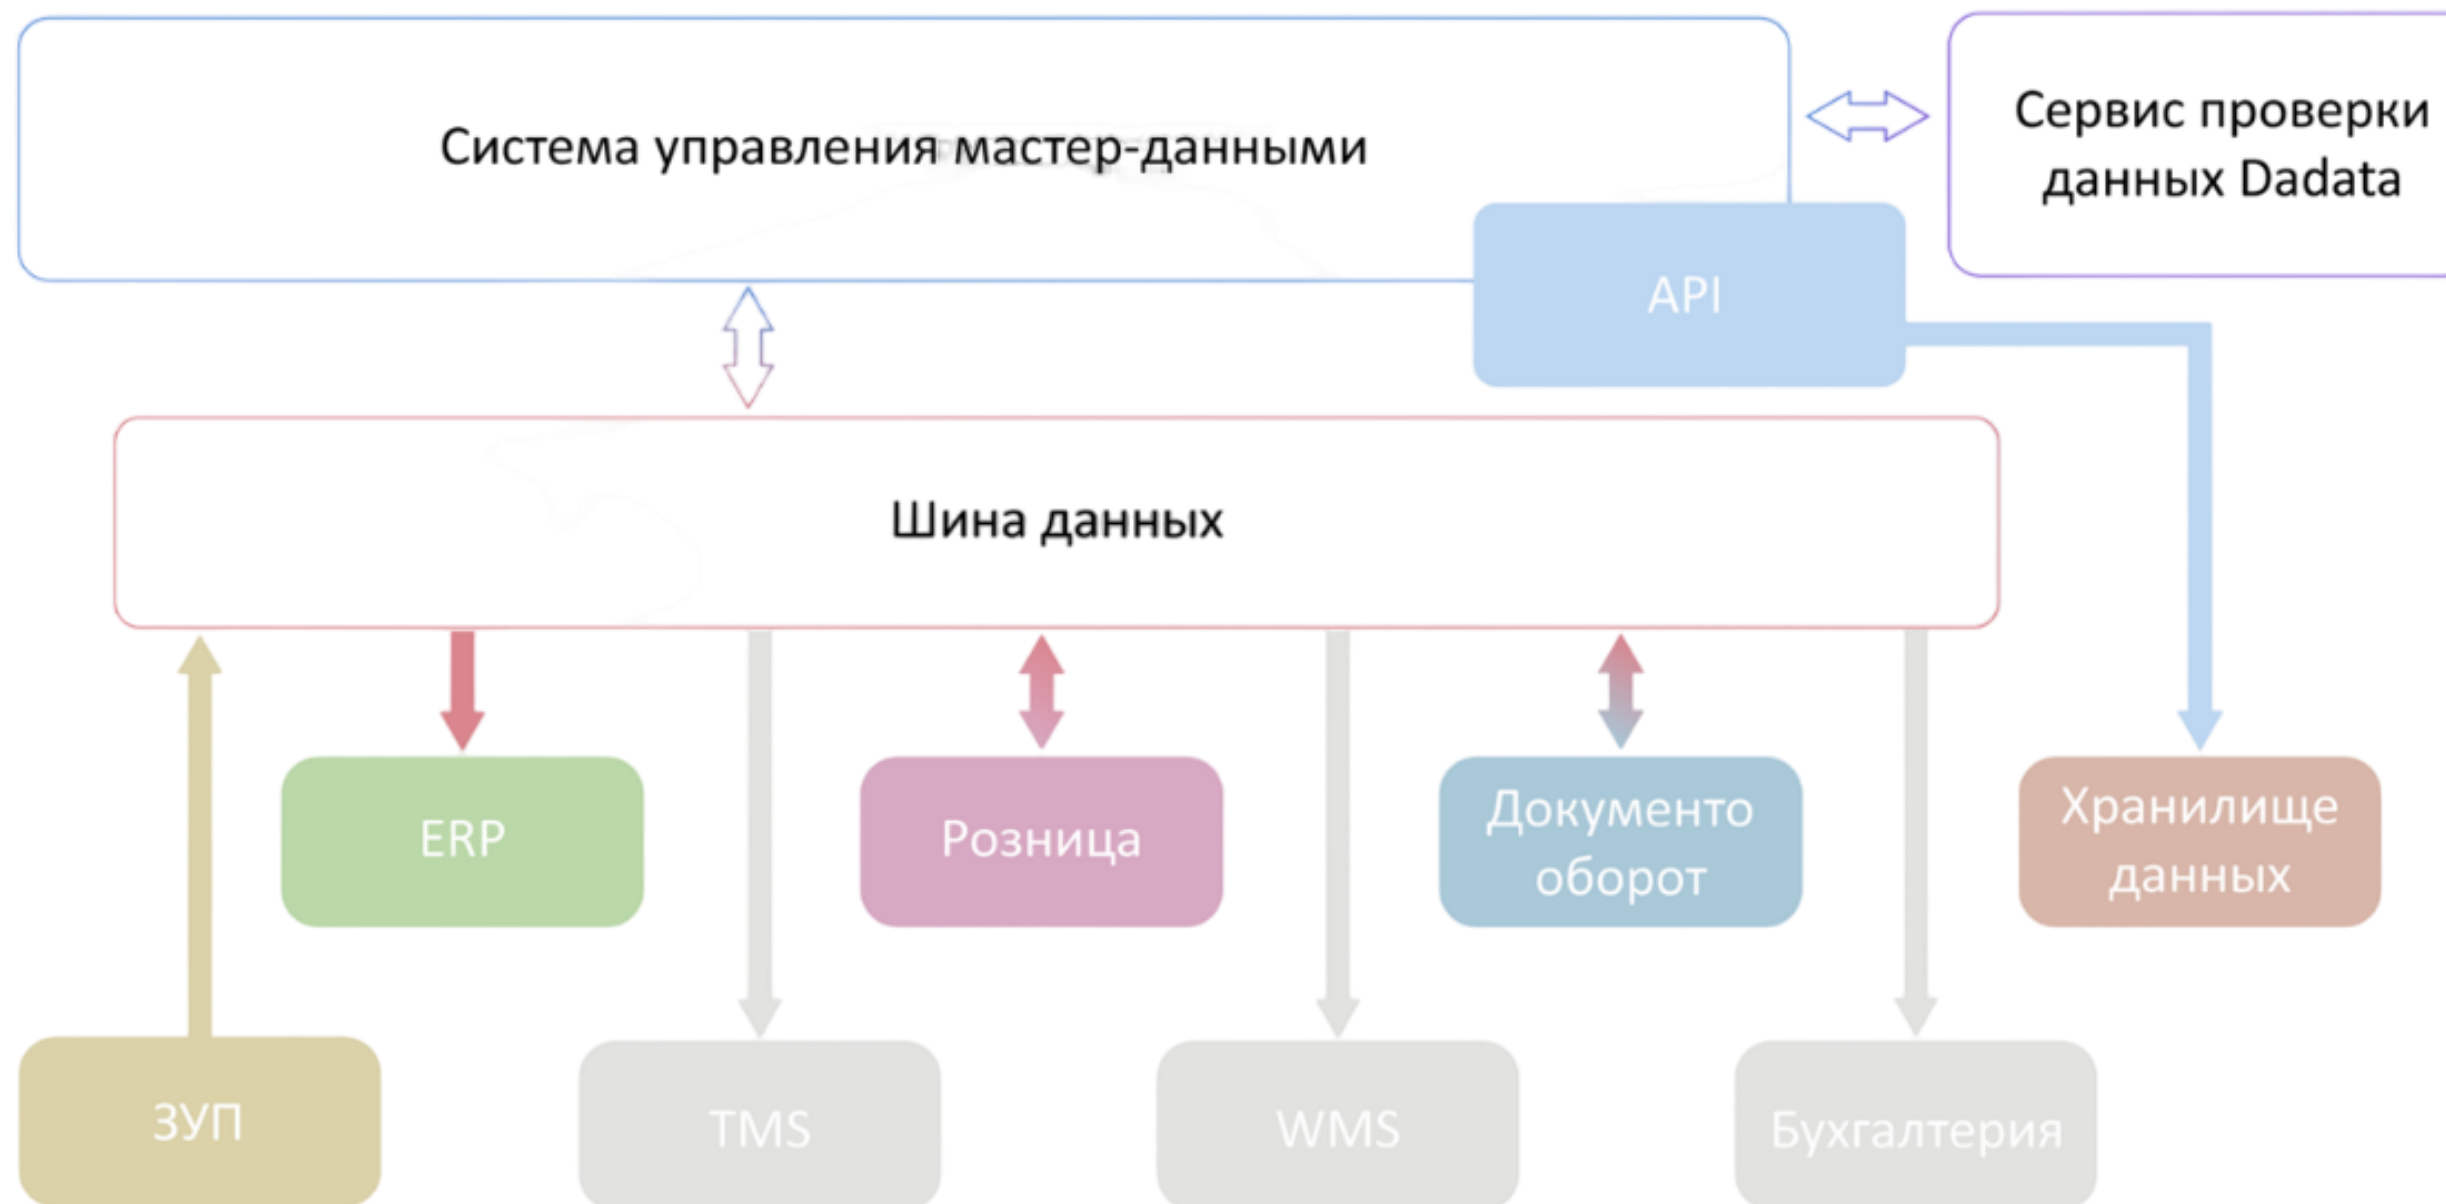 Система управления мастер-данными
Сервис проверки
данных Dadata
API
Шина данных
ERP
Розница
Документо
оборот
Хранилище
данных
ЗУП
TMS
WMS
Бухгалтерия